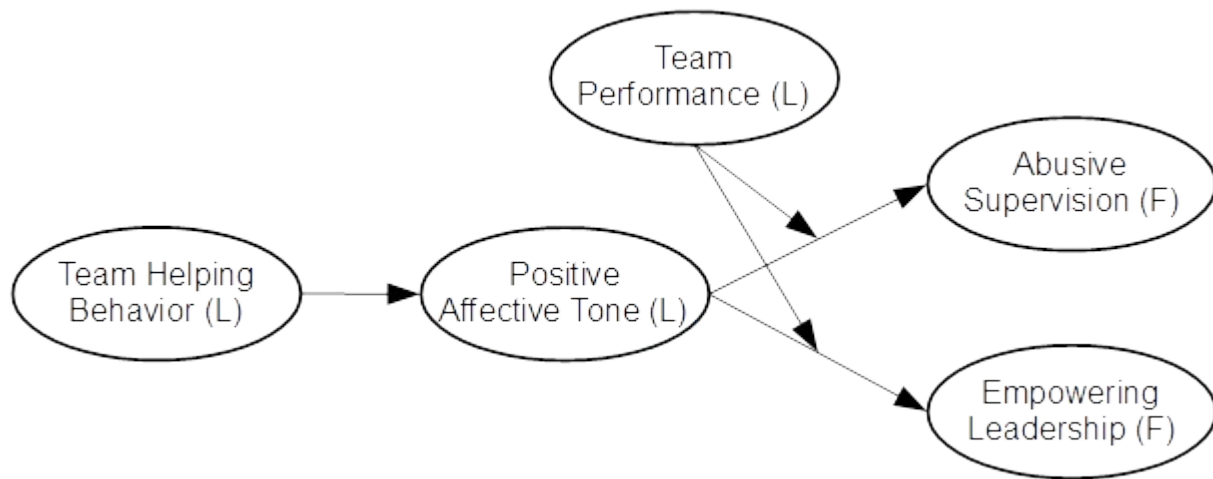 Team
Performance (L)
Abusive
Supervision (F)
Team Helping
Behavior (L)
Positive
Affective Tone (L)
Empowering
Leadership (F)